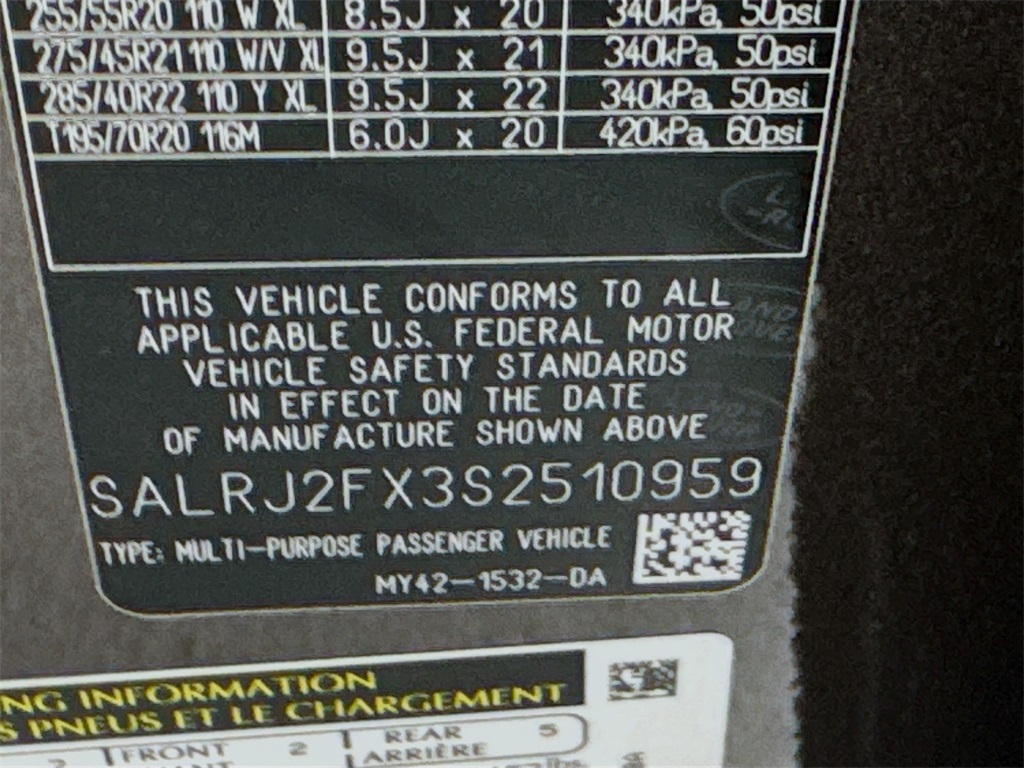 255/55R20 110 W XL 8.5J x 20 340kPa, 50psi
275/45R21 110 W/V XL 9.5J x 21 340kPa, 50psi
285/40R22 110 Y XL 9.5J x 22 340kPa, 50psi
T195/70R20 116M 6.0J x 20 420kPa, 60psi
THIS VEHICLE CONFORMS TO ALL
APPLICABLE U.S. FEDERAL MOTOR
VEHICLE SAFETY STANDARDS
IN EFFECT ON THE DATE
OF MANUFACTURE SHOWN ABOVE
SALRJ2FX3S2510959
TYPE: MULTI-PURPOSE PASSENGER VEHICLE
MY42-1532-DA
NG INFORMATION
S PNEUS ET LE CHARGEMENT
FRONT 2 REAR 5
ARRIÈRE